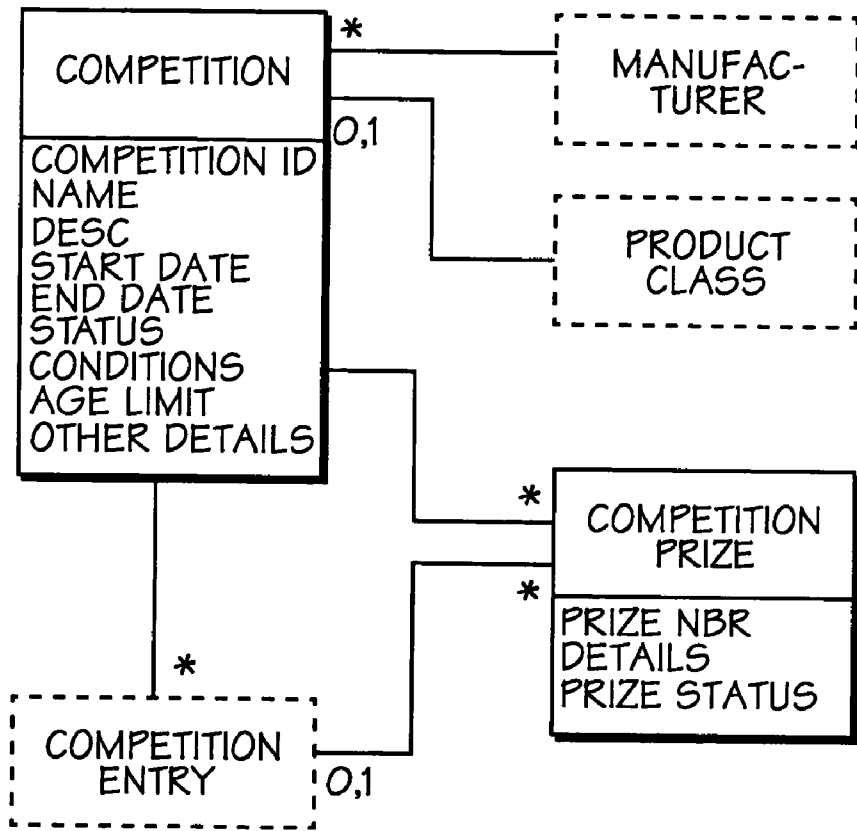 COMPETITION
COMPETITION ID
NAME
DESC
START DATE
END DATE
STATUS
CONDITIONS
AGE LIMIT
OTHER DETAILS
*
0,1
MANUFAC-
TURER
PRODUCT
CLASS
*
*
COMPETITION
PRIZE
PRIZE NBR
DETAILS
PRIZE STATUS
*
COMPETITION
ENTRY
0,1